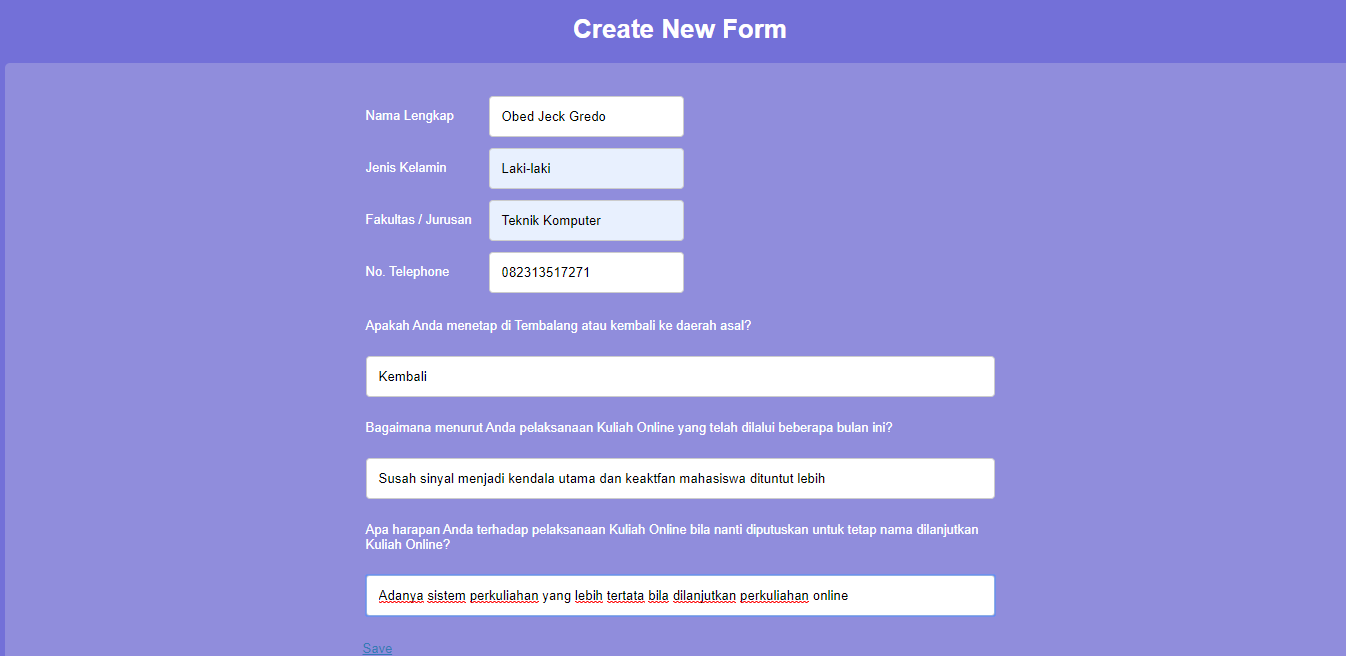 Create New Form
Nama Lengkap Obed Jeck Gredo
Jenis Kelamin Laki-laki
Fakultas / Jurusan Teknik Komputer
No. Telephone 082313517271
Apakah Anda menetap di Tembalang atau kembali ke daerah asal?
Kembali
Bagaimana menurut Anda pelaksanaan Kuliah Online yang telah dilalui beberapa bulan ini?
Susah sinyal menjadi kendala utama dan keaktfan mahasiswa dituntut lebih
Apa harapan Anda terhadap pelaksanaan Kuliah Online bila nanti diputuskan untuk tetap nama dilanjutkan
Kuliah Online?
Adanya sistem perkuliahan yang lebih tertata bila dilanjutkan perkuliahan online
Save